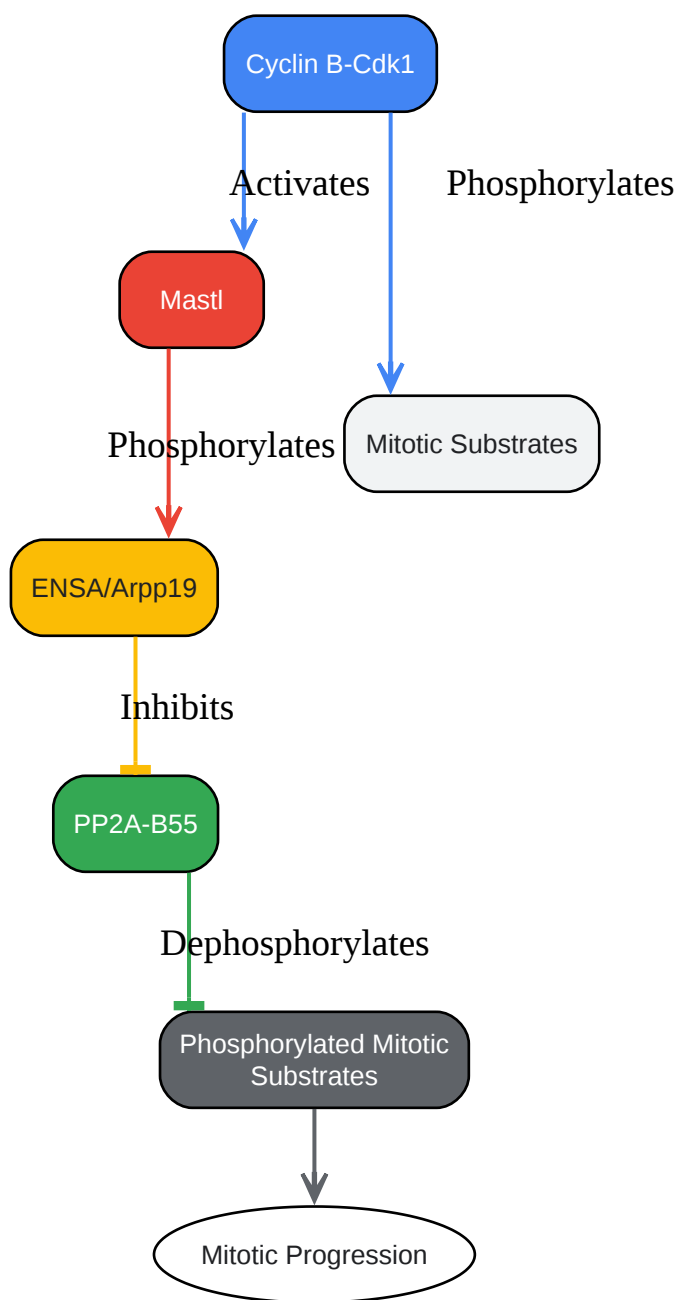 Cyclin B-Cdk1
Activates
Phosphorylates
Mastl
Phosphorylates
Mitotic Substrates
ENSA/Arpp19
Inhibits
PP2A-B55
Dephosphorylates
Phosphorylated Mitotic
Substrates
Mitotic Progression